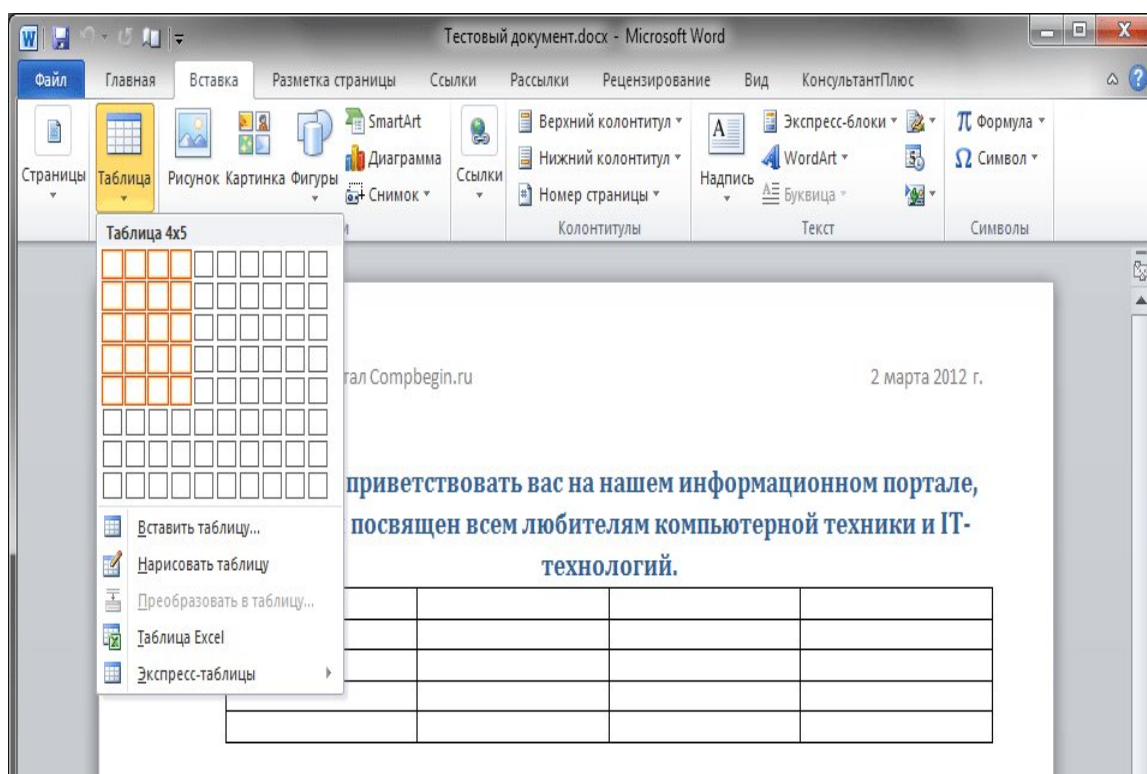 Тестовый документ.docx - Microsoft Word
Файл Главная Вставка Разметка страницы Ссылки Рассылки Рецензирование Вид КонсультантПлюс
Страницы
Таблица
Рисунок Картинка Фигуры
SmartArt
Диаграмма
Снимок
Ссылки
Верхний колонтитул
Нижний колонтитул
Номер страницы
Колонтитулы
Надпись
Экспресс-блоки
WordArt
Буквица
Текст
π Формула
Ω Символ
Символы
Таблица 4x5
Вставить таблицу...
Нарисовать таблицу
Преобразовать в таблицу...
Таблица Excel
Экспресс-таблицы
Compbegin.ru 2 марта 2012 г.
приветствовать вас на нашем информационном портале,
посвящен всем любителям компьютерной техники и IT-
технологий.